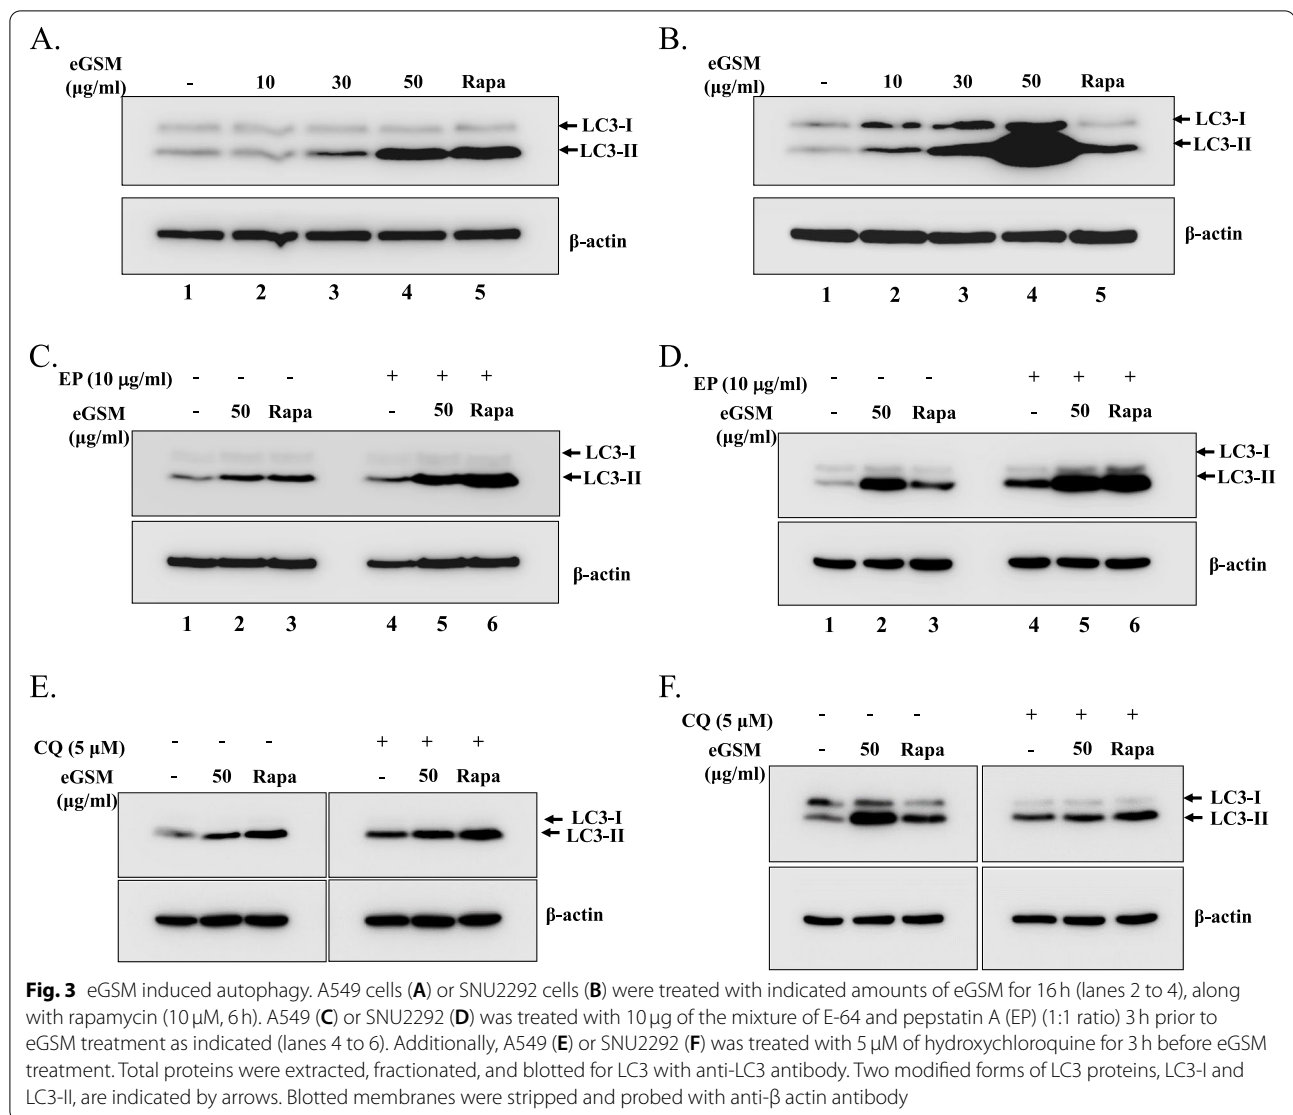 A.
eGSM
(µg/ml)
- 10 30 50 Rapa
LC3-I
LC3-II
β-actin
1 2 3 4 5
B.
eGSM
(µg/ml)
- 10 30 50 Rapa
LC3-I
LC3-II
β-actin
1 2 3 4 5
C.
EP (10 µg/ml) - - - + + +
eGSM
(µg/ml)
- 50 Rapa - 50 Rapa
LC3-I
LC3-II
β-actin
1 2 3 4 5 6
D.
EP (10 µg/ml) - - - + + +
eGSM
(µg/ml)
- 50 Rapa - 50 Rapa
LC3-I
LC3-II
β-actin
1 2 3 4 5 6
E.
CQ (5 µM) - - - + + +
eGSM
(µg/ml)
- 50 Rapa - 50 Rapa
LC3-I
LC3-II
β-actin
F.
CQ (5 µM) - - - + + +
eGSM
(µg/ml)
- 50 Rapa - 50 Rapa
LC3-I
LC3-II
β-actin
Fig. 3 eGSM induced autophagy. A549 cells (A) or SNU2292 cells (B) were treated with indicated amounts of eGSM for 16 h (lanes 2 to 4), along
with rapamycin (10 µM, 6 h). A549 (C) or SNU2292 (D) was treated with 10 µg of the mixture of E-64 and pepstatin A (EP) (1:1 ratio) 3 h prior to
eGSM treatment as indicated (lanes 4 to 6). Additionally, A549 (E) or SNU2292 (F) was treated with 5 µM of hydroxychloroquine for 3 h before eGSM
treatment. Total proteins were extracted, fractionated, and blotted for LC3 with anti-LC3 antibody. Two modified forms of LC3 proteins, LC3-I and
LC3-II, are indicated by arrows. Blotted membranes were stripped and probed with anti-β actin antibody